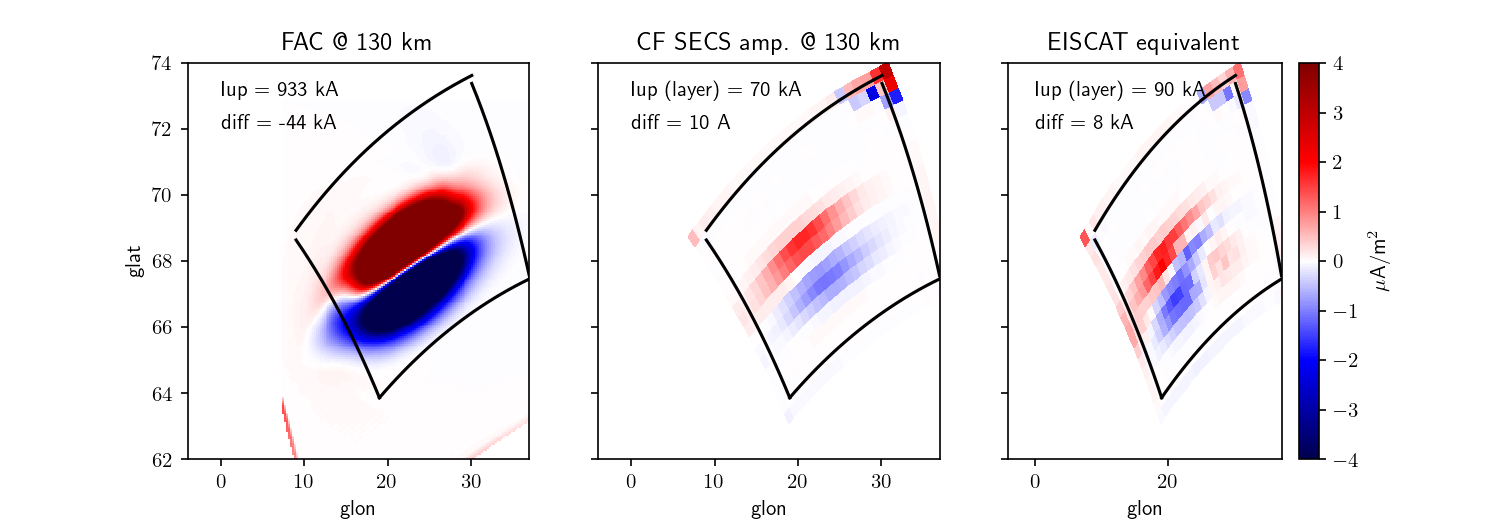 FAC @ 130 km
CF SECS amp. @ 130 km
EISCAT equivalent
Iup = 933 kA
diff = -44 kA
Iup (layer) = 70 kA
diff = 10 A
Iup (layer) = 90 kA
diff = 8 kA
74
72
70
68
66
64
62
glat
0
10
20
30
glon
0
10
20
30
glon
0
20
glon
4
3
2
1
0
−1
−2
−3
−4
μA/m²